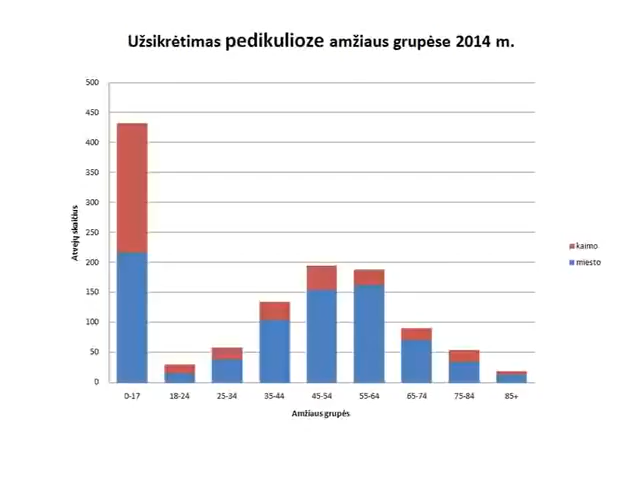 Užsikrėtimas pedikulioze amžiaus grupėse 2014 m.
500
450
400
350
300
250
200
150
100
50
0
Atvejų skaičius
0-17 18-24 25-34 35-44 45-54 55-64 65-74 75-84 85+
Amžiaus grupės
kaimo
miesto